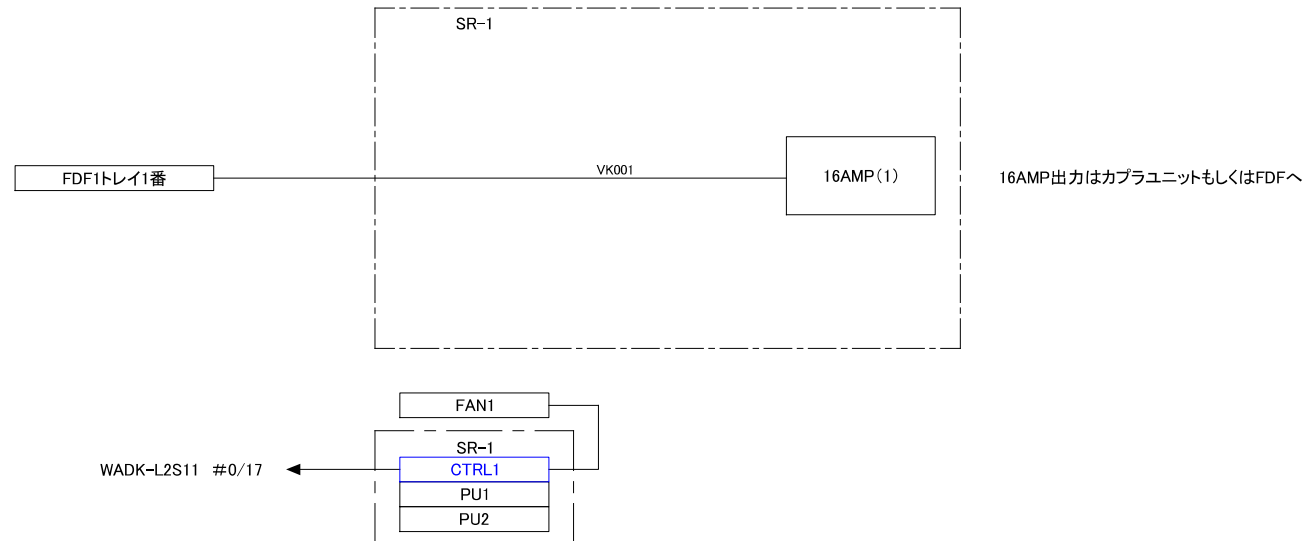 SR-1
FDF1トレイ1番
VK001
16AMP(1)
16AMP出力はカプラユニットもしくはFDFへ
FAN1
SR-1
WADK-L2S11 #0/17
CTRL1
PU1
PU2